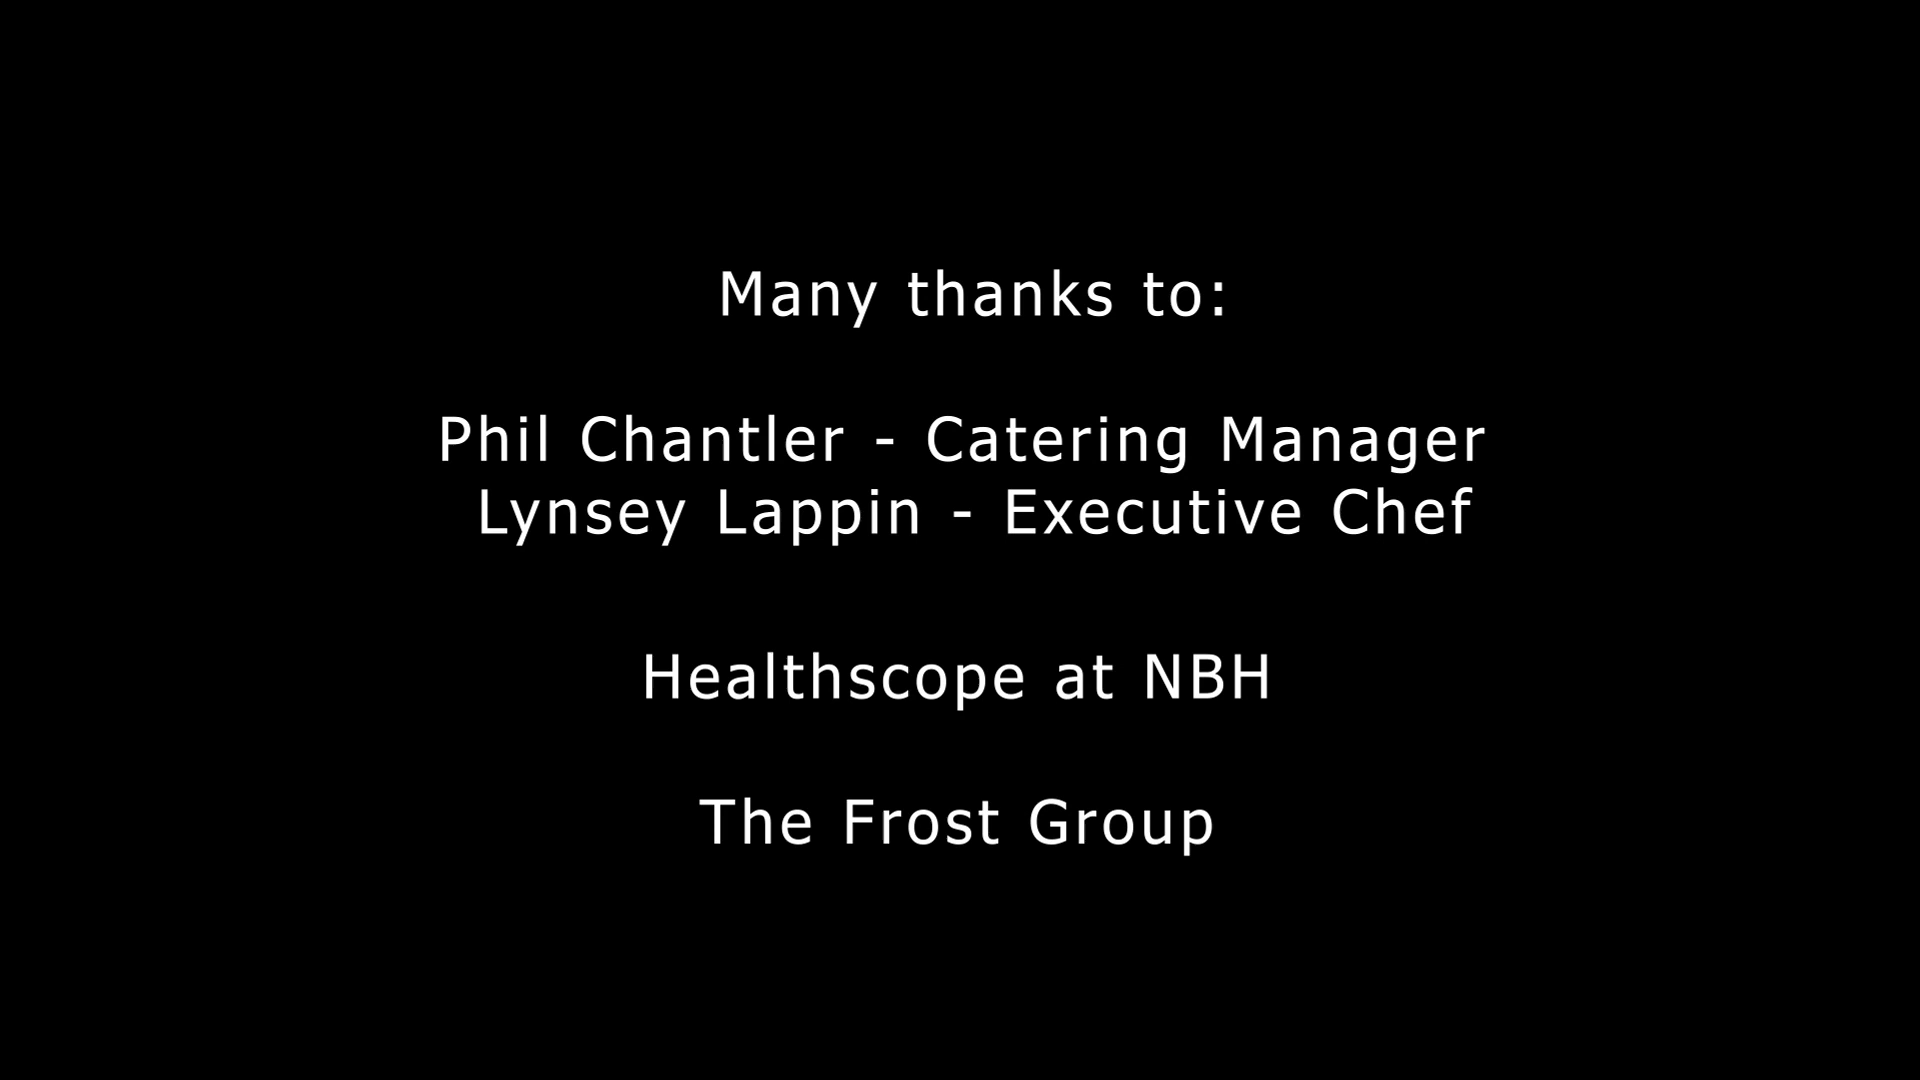 Many thanks to:
Phil Chantler - Catering Manager
Lynsey Lappin - Executive Chef
Healthscope at NBH
The Frost Group